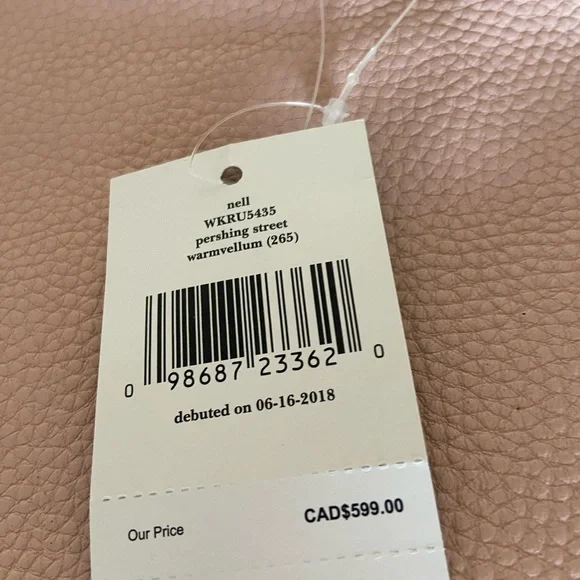 nell
WKRU5435
pershing street
warmvellum (265)
0 98687 23362 0
debuted on 06-16-2018
Our Price CAD$599.00